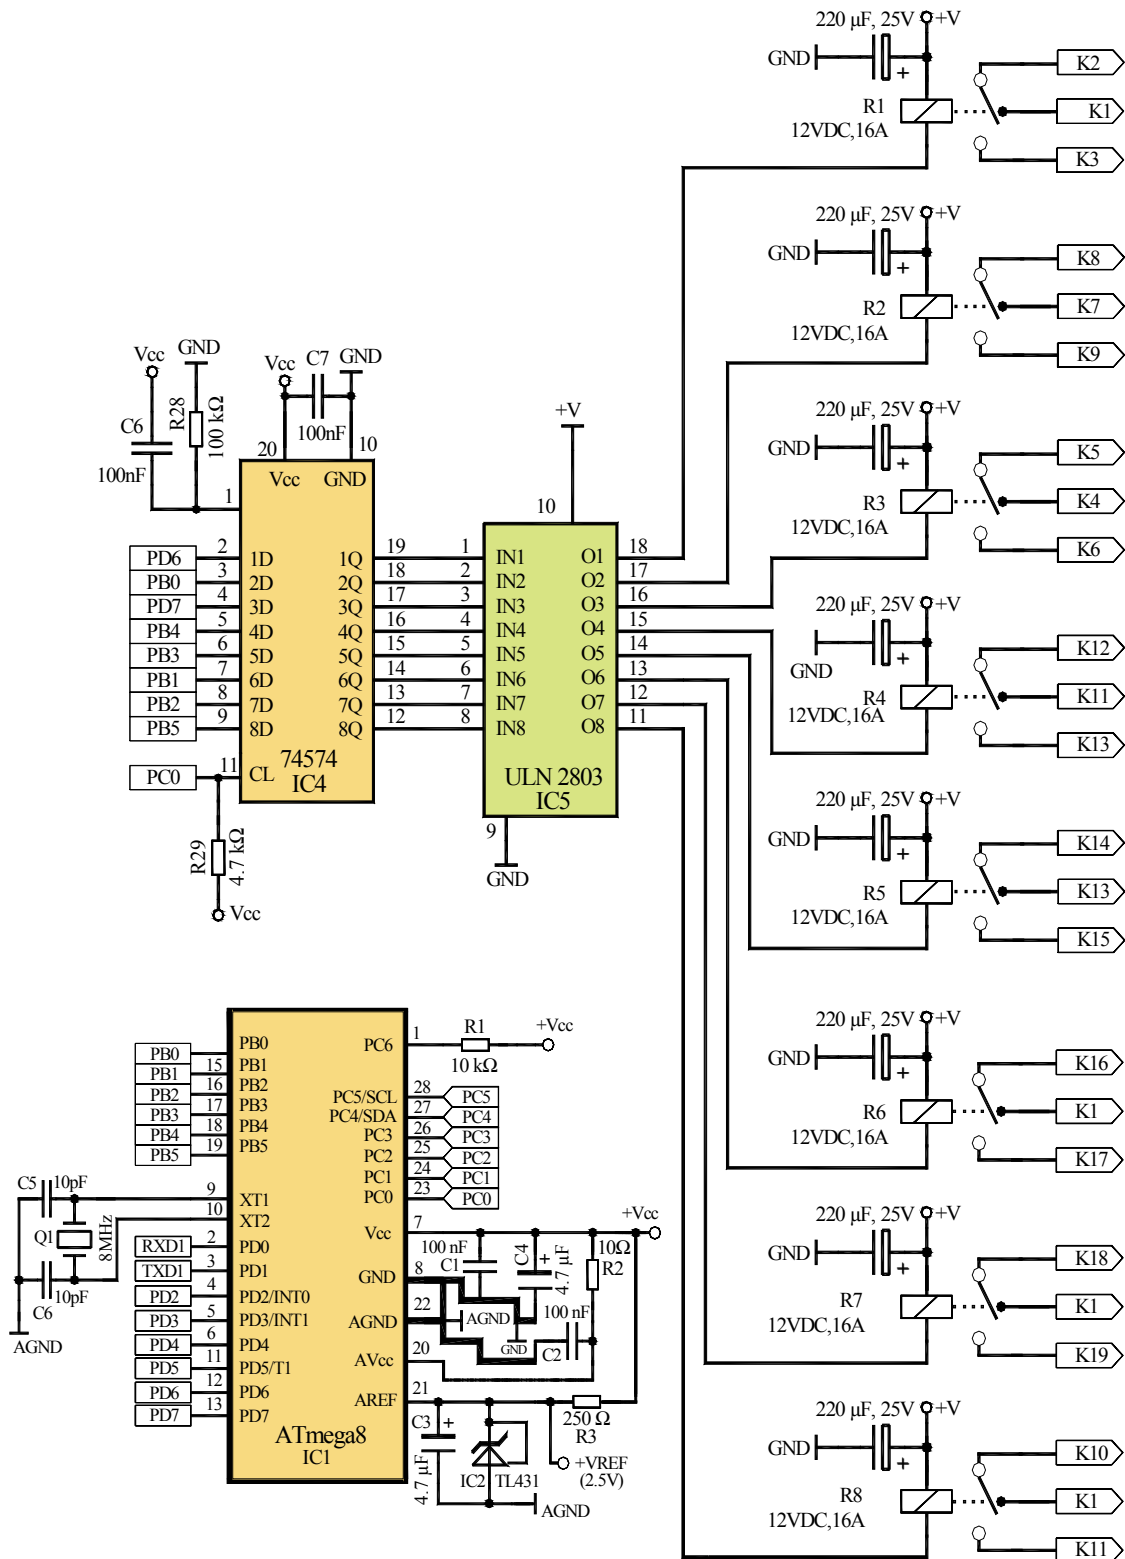 220 μF, 25V +V
GND
+
R1
12VDC,16A
K2
K1
K3
220 μF, 25V +V
GND
+
R2
12VDC,16A
K8
K7
K9
220 μF, 25V +V
GND
+
R3
12VDC,16A
K5
K4
K6
220 μF, 25V +V
GND
+
R4
12VDC,16A
K12
K11
K13
220 μF, 25V +V
GND
+
R5
12VDC,16A
K14
K13
K15
220 μF, 25V +V
GND
+
R6
12VDC,16A
K16
K1
K17
220 μF, 25V +V
GND
+
R7
12VDC,16A
K18
K1
K19
220 μF, 25V +V
GND
+
R8
12VDC,16A
K10
K1
K11
Vcc
GND
C6
100nF
R28
100 kΩ
Vcc
C7
GND
100nF
20
10
Vcc
GND
1
PD6 2 1D 1Q 19
PB0 3 2D 2Q 18
PD7 4 3D 3Q 17
PB4 5 4D 4Q 16
PB3 6 5D 5Q 15
PB1 7 6D 6Q 14
PB2 8 7D 7Q 13
PB5 9 8D 8Q 12
PC0 11 CL
74574
IC4
R29
4.7 kΩ
Vcc
+V
10
1 IN1 O1 18
2 IN2 O2 17
3 IN3 O3 16
4 IN4 O4 15
5 IN5 O5 14
6 IN6 O6 13
7 IN7 O7 12
8 IN8 O8 11
ULN 2803
IC5
9
GND
PB0 PB0
PB1 15 PB1
PB2 16 PB2
PB3 17 PB3
PB4 18 PB4
PB5 19 PB5
C5 10pF
9 XT1
10 XT2
Q1
8MHz
C6 10pF
AGND
RXD1 2 PD0
TXD1 3 PD1
PD2 4 PD2/INT0
PD3 5 PD3/INT1
PD4 6 PD4
PD5 11 PD5/T1
PD6 12 PD6
PD7 13 PD7
ATmega8
IC1
PC6 1
R1
10 kΩ
+Vcc
PC5/SCL 28 PC5
PC4/SDA 27 PC4
PC3 26 PC3
PC2 25 PC2
PC1 24 PC1
PC0 23 PC0
Vcc 7
+Vcc
100 nF
C1
C4
+
4.7 μF
10Ω
R2
GND 8
AGND 22
AGND
GND
100 nF
C2
AVcc 20
AREF 21
C3
+
4.7 μF
IC2 TL431
250 Ω
R3
+VREF
(2.5V)
AGND